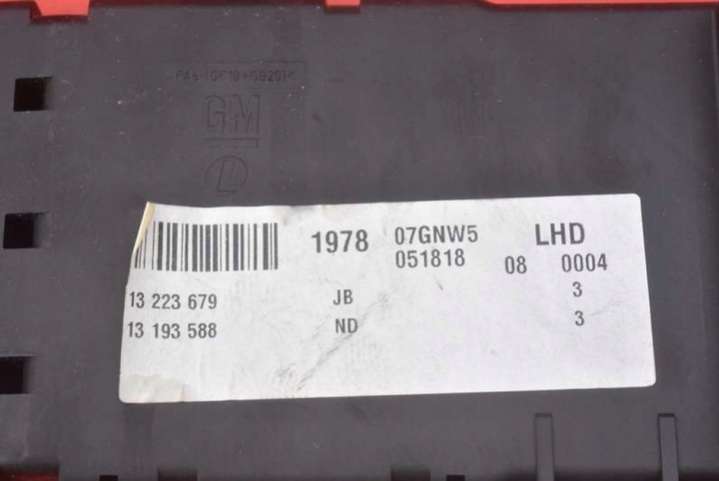 GM
1978 07GNW5 LHD
051818 08 0004
13 223 679 JB 3
13 193 588 ND 3